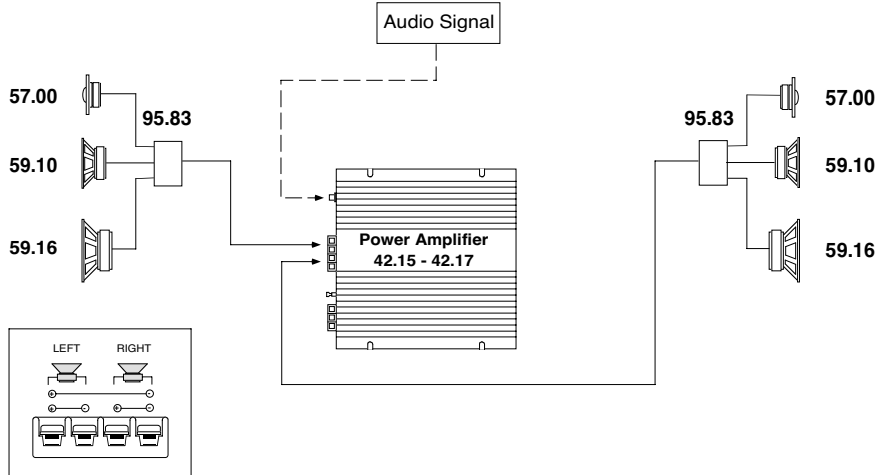 Audio Signal
57.00
95.83
59.10
59.16
Power Amplifier
42.15 - 42.17
95.83
57.00
59.10
59.16
LEFT RIGHT
+ -
+ - + -